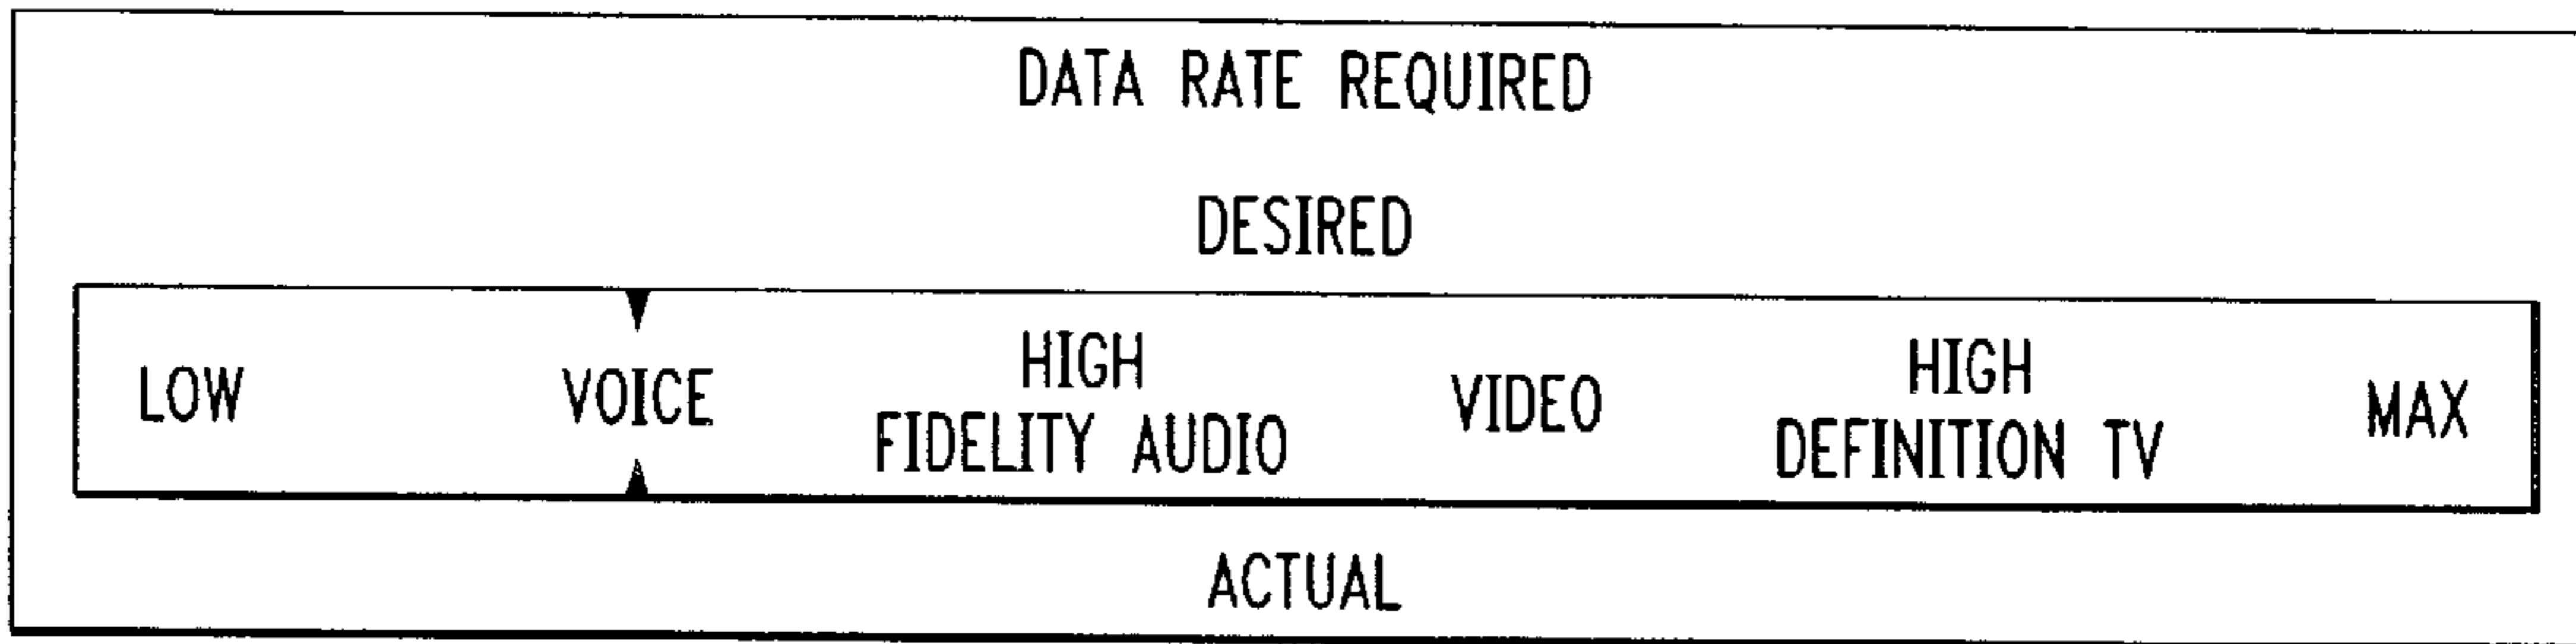 DATA RATE REQUIRED
DESIRED
LOW
VOICE
HIGH
FIDELITY AUDIO
VIDEO
HIGH
DEFINITION TV
MAX
ACTUAL